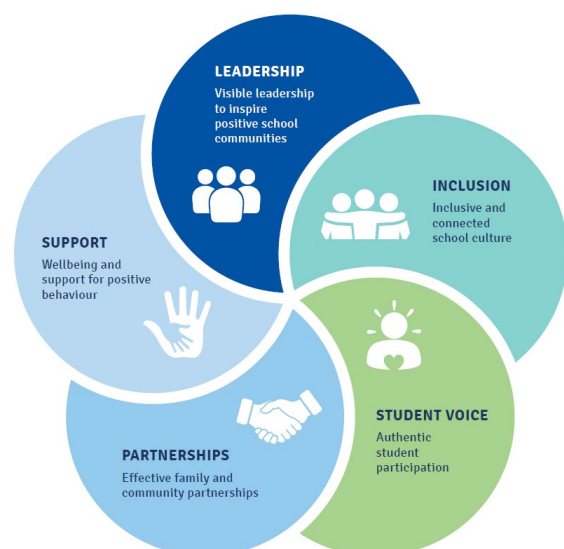 LEADERSHIP
Visible leadership
to inspire
positive school
communities
INCLUSION
Inclusive and
connected
school culture
STUDENT VOICE
Authentic
student
participation
PARTNERSHIPS
Effective family and
community partnerships
SUPPORT
Wellbeing and
support for positive
behaviour